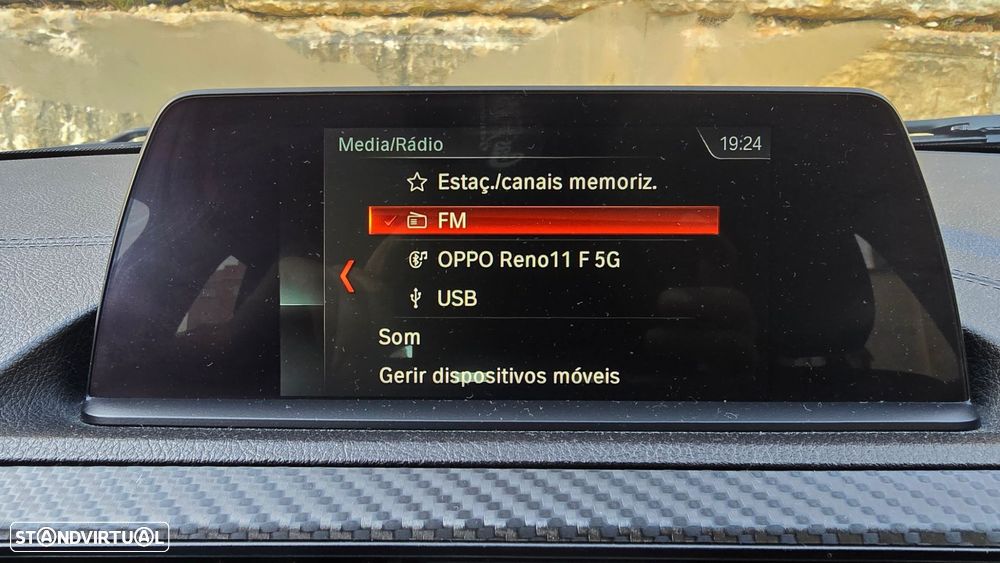 Media/Rádio
19:24
Estaç./canais memoriz.
FM
OPPO Reno11 F 5G
USB
Som
Gerir dispositivos móveis
STANDVIRTUAL